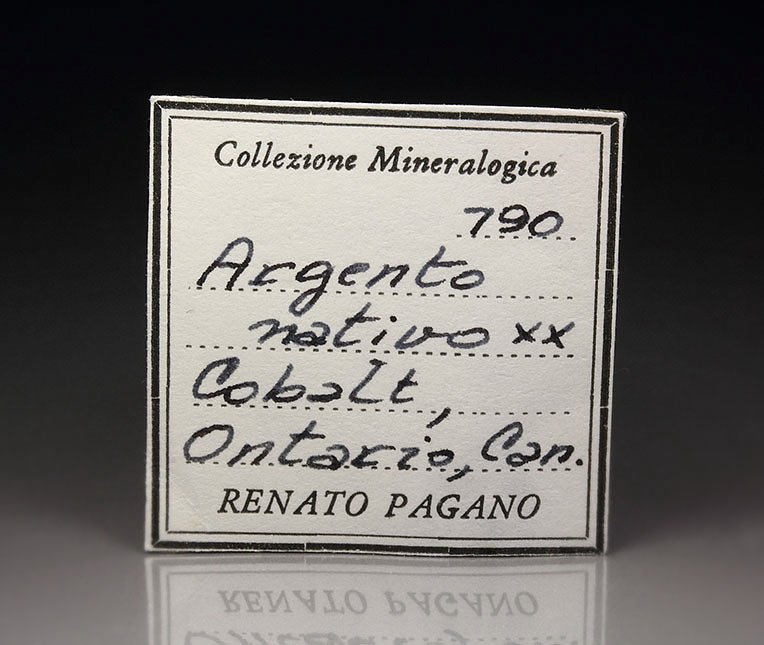 Collezione Mineralogica
790
Argento
nativo xx
Cobalt,
Ontario, Can.
RENATO PAGANO